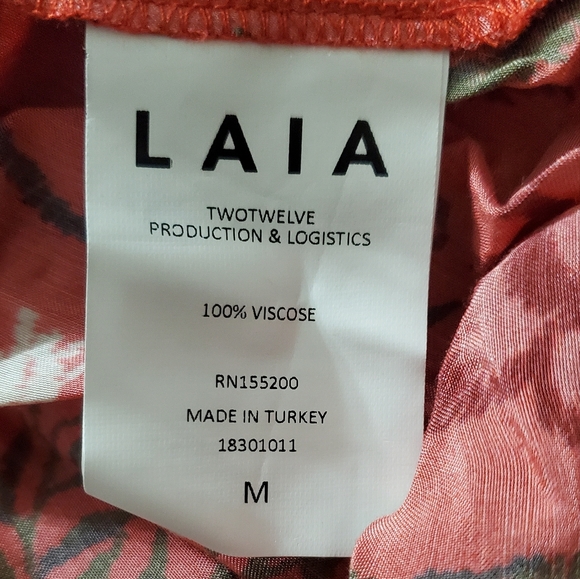 LAIA
TWOTWELVE
PRODUCTION & LOGISTICS
100% VISCOSE
RN155200
MADE IN TURKEY
18301011
M